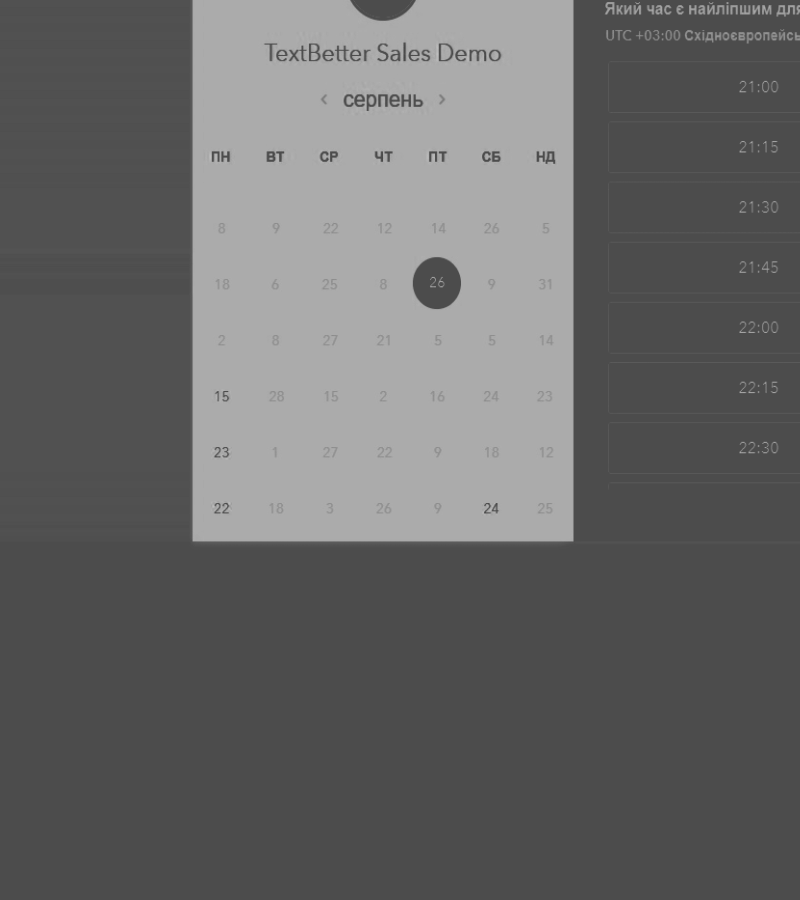 TextBetter Sales Demo
‹ серпень ›
ПН ВТ СР ЧТ ПТ СБ НД
8 9 22 12 14 26 5
18 6 25 8 26 9 31
2 8 27 21 5 5 14
15 28 15 2 16 24 23
23 1 27 22 9 18 12
22 18 3 26 9 24 25
Який час є найліпшим для
UTC +03:00
21:00
21:15
21:30
21:45
22:00
22:15
22:30